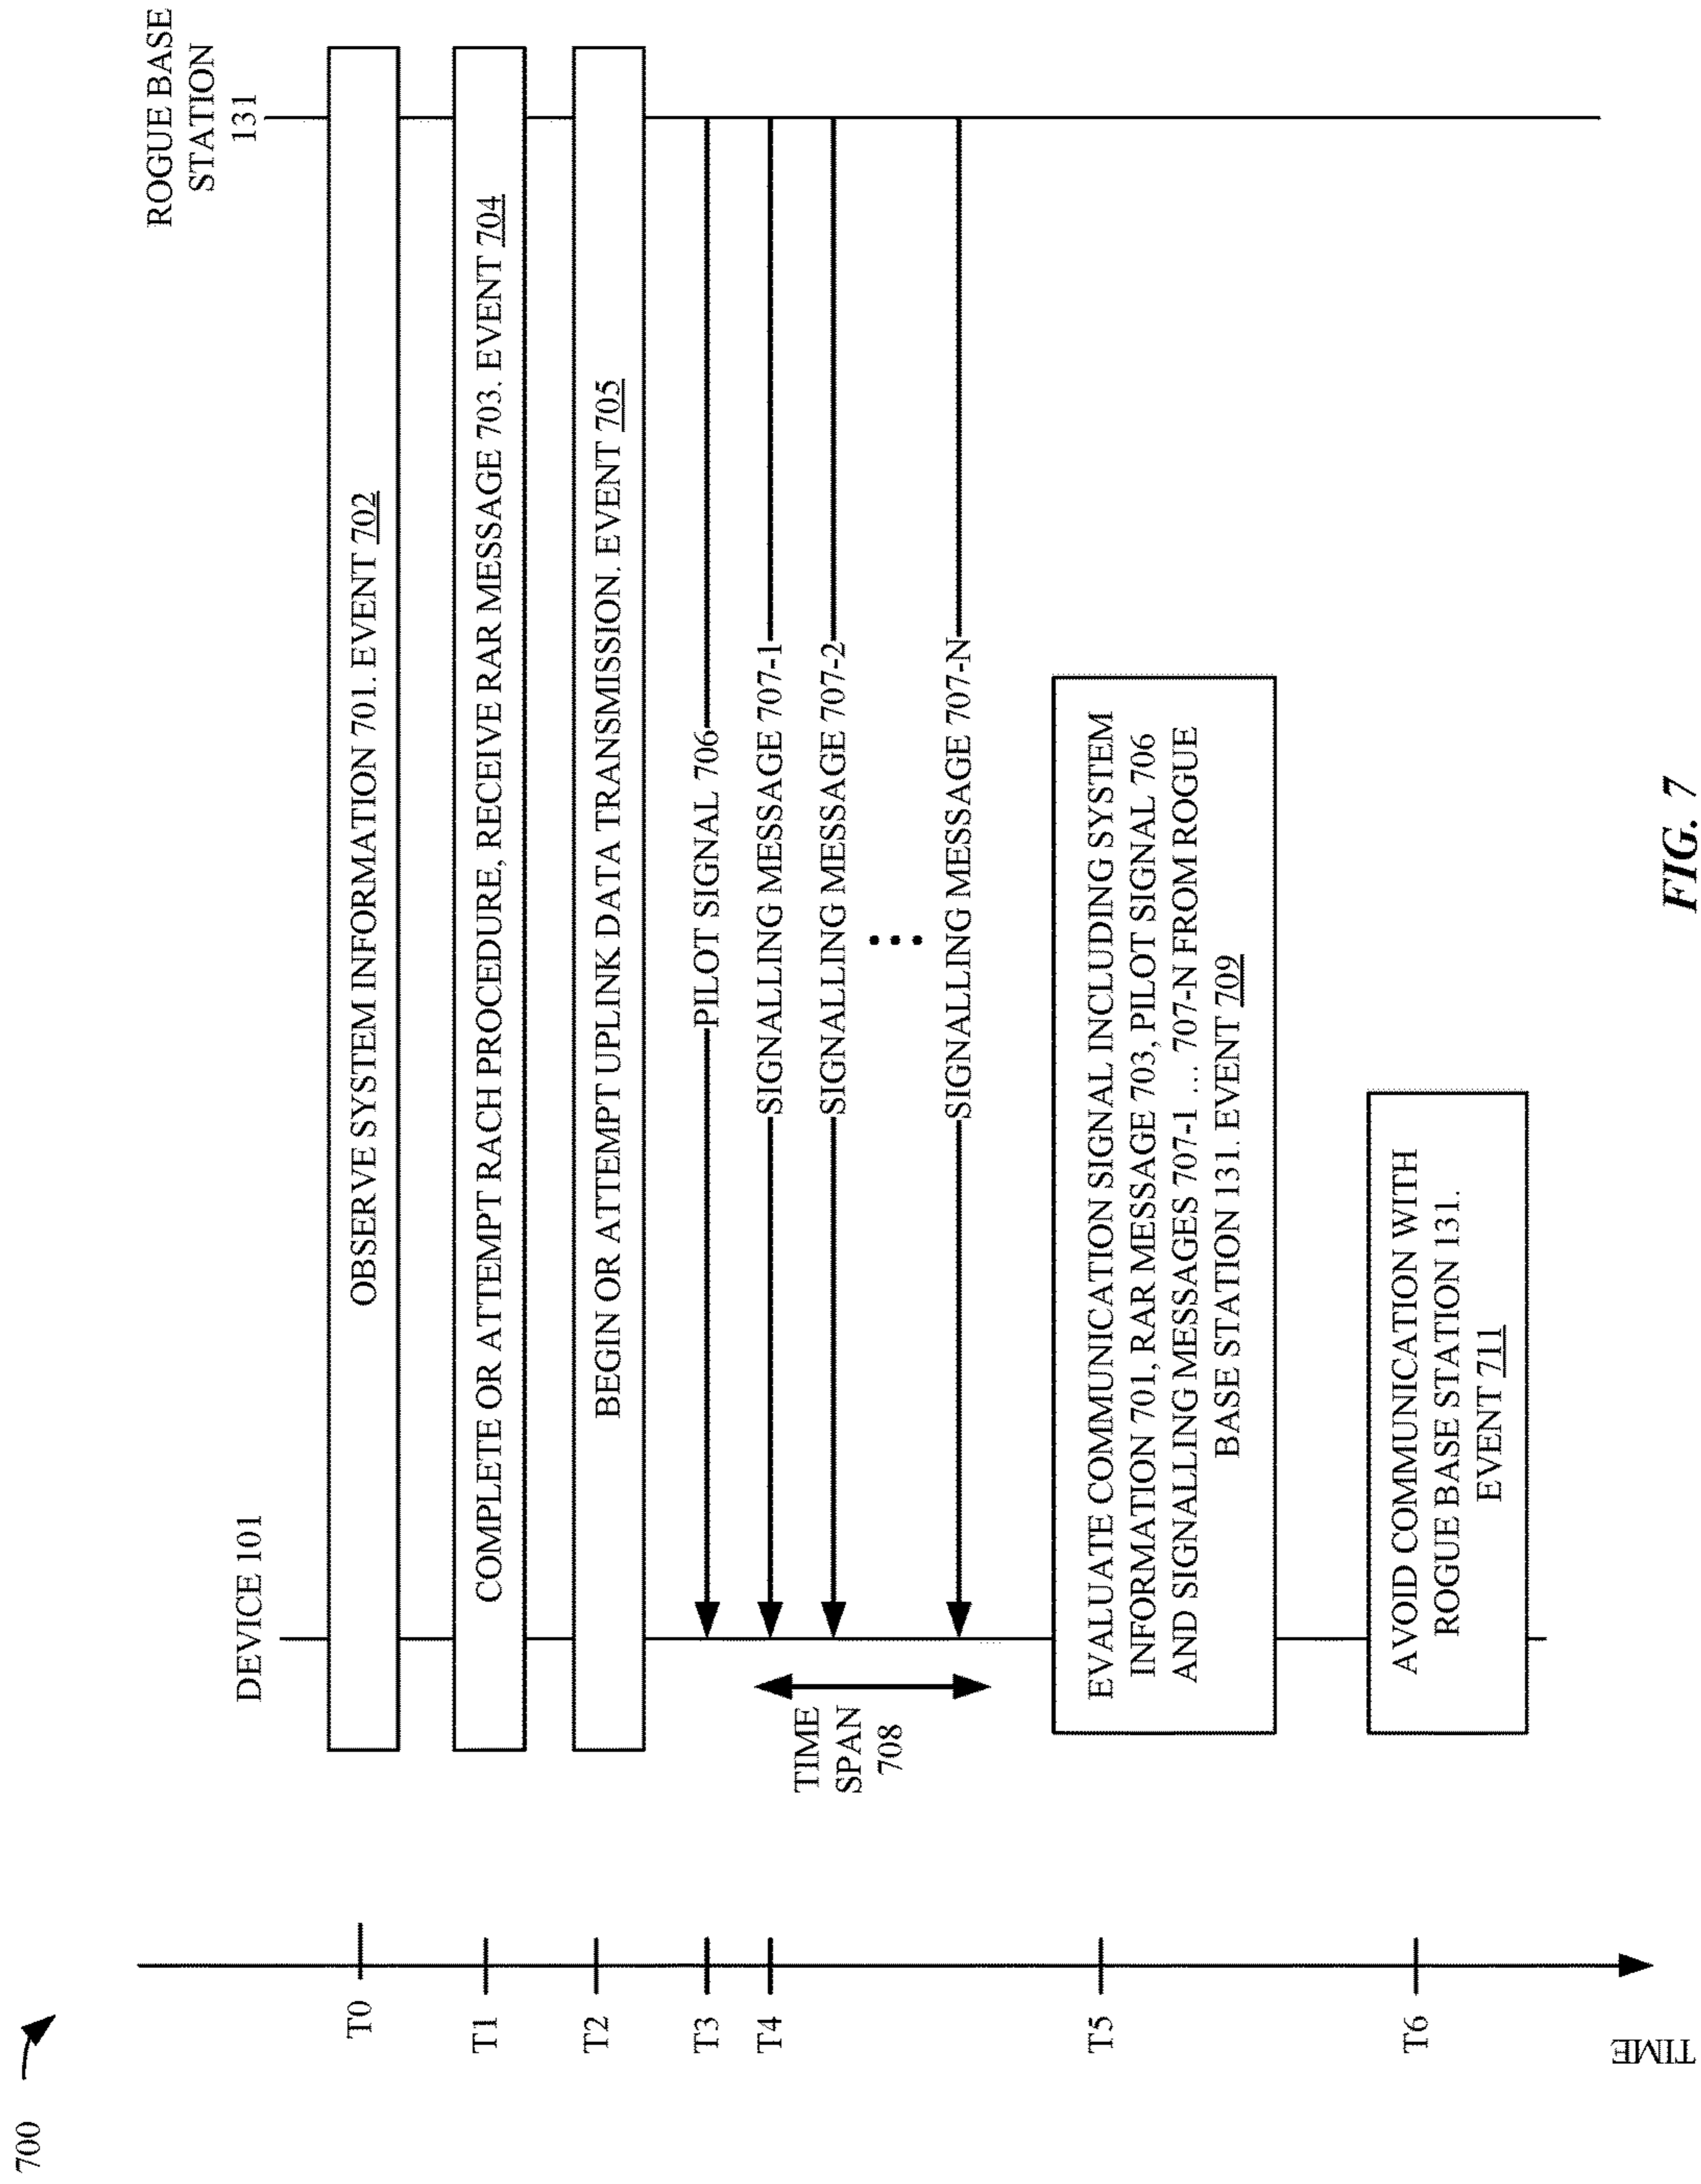 700
DEVICE 101
ROGUE BASE
STATION
131
T0
OBSERVE SYSTEM INFORMATION 701. EVENT 702
T1
COMPLETE OR ATTEMPT RACH PROCEDURE, RECEIVE RAR MESSAGE 703. EVENT 704
T2
BEGIN OR ATTEMPT UPLINK DATA TRANSMISSION. EVENT 705
T3
PILOT SIGNAL 706
T4
SIGNALLING MESSAGE 707-1
TIME
SPAN
708
SIGNALLING MESSAGE 707-2
SIGNALLING MESSAGE 707-N
T5
EVALUATE COMMUNICATION SIGNAL INCLUDING SYSTEM
INFORMATION 701, RAR MESSAGE 703, PILOT SIGNAL 706
AND SIGNALLING MESSAGES 707-1 … 707-N FROM ROGUE
BASE STATION 131. EVENT 709
T6
AVOID COMMUNICATION WITH
ROGUE BASE STATION 131.
EVENT 711
TIME
FIG. 7